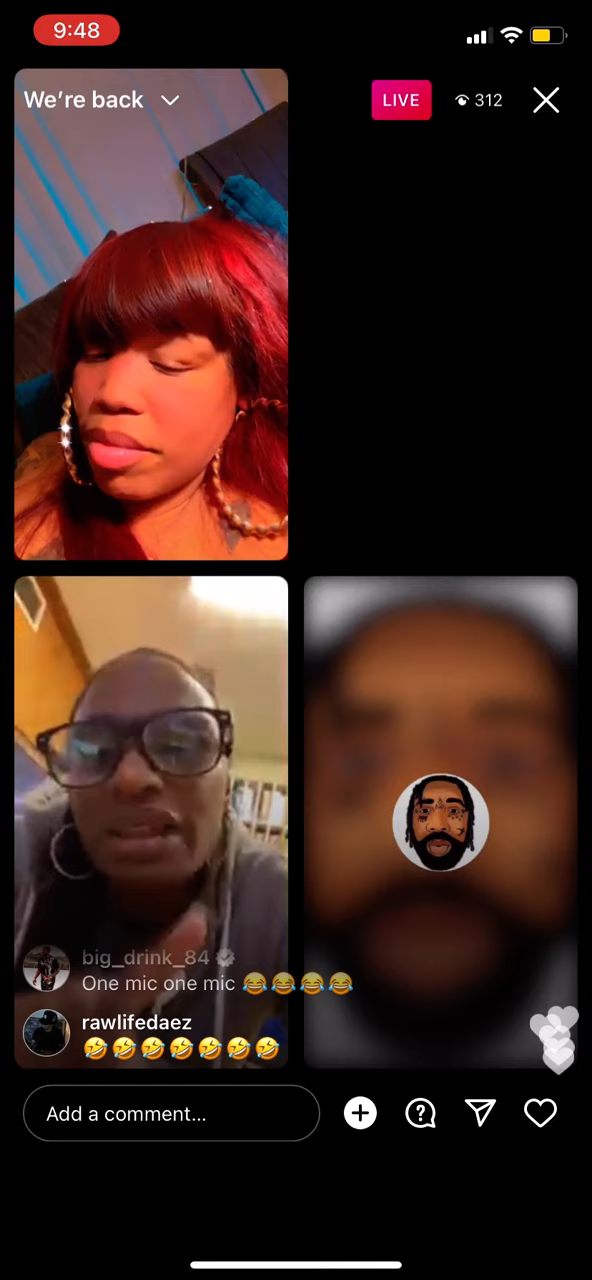 9:48
We’re back
LIVE
312
big_drink_84
One mic one mic 😂😂😂😂
rawlifedaez
🤣🤣🤣🤣🤣🤣🤣
Add a comment...